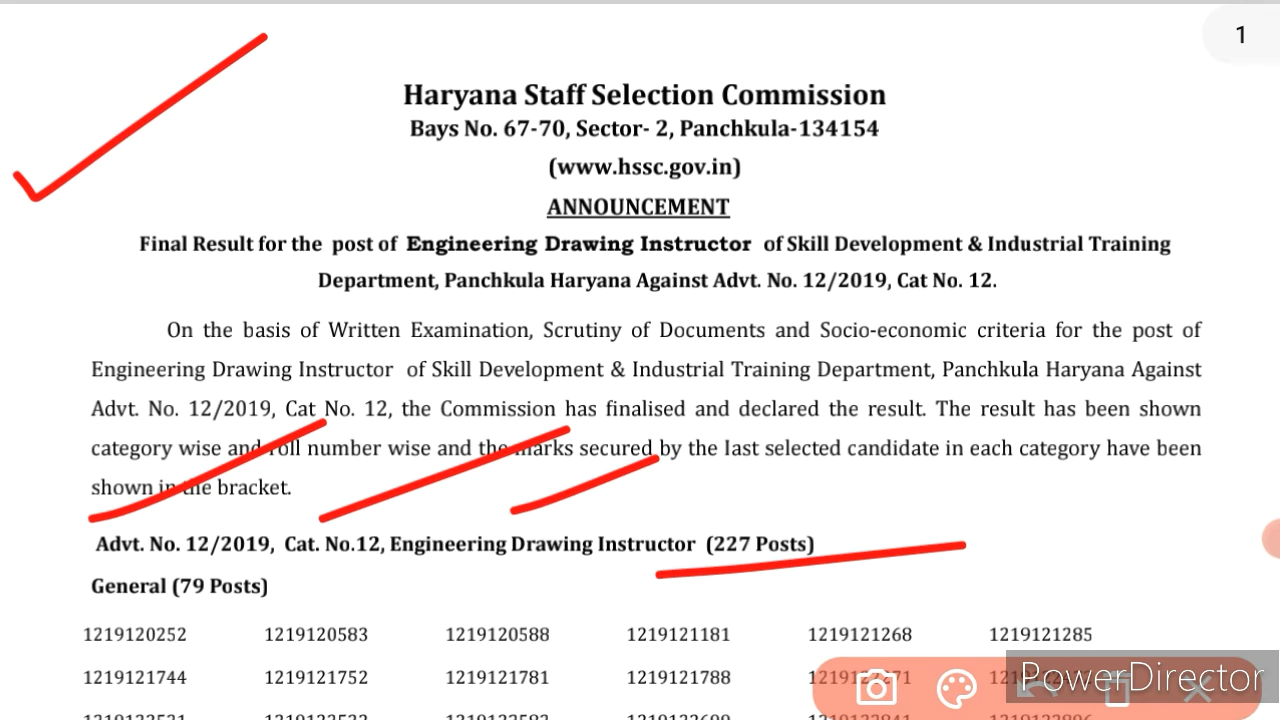 1
Haryana Staff Selection Commission
Bays No. 67-70, Sector- 2, Panchkula-134154
(www.hssc.gov.in)
ANNOUNCEMENT
Final Result for the post of Engineering Drawing Instructor of Skill Development & Industrial Training
Department, Panchkula Haryana Against Advt. No. 12/2019, Cat No. 12.
On the basis of Written Examination, Scrutiny of Documents and Socio-economic criteria for the post of
Engineering Drawing Instructor of Skill Development & Industrial Training Department, Panchkula Haryana Against
Advt. No. 12/2019, Cat No. 12, the Commission has finalised and declared the result. The result has been shown
category wise and roll number wise and the marks secured by the last selected candidate in each category have been
shown in the bracket.
Advt. No. 12/2019, Cat. No.12, Engineering Drawing Instructor (227 Posts)
General (79 Posts)
1219120252 1219120583 1219120588 1219121181 1219121268 1219121285
1219121744 1219121752 1219121781 1219121788
PowerDirector